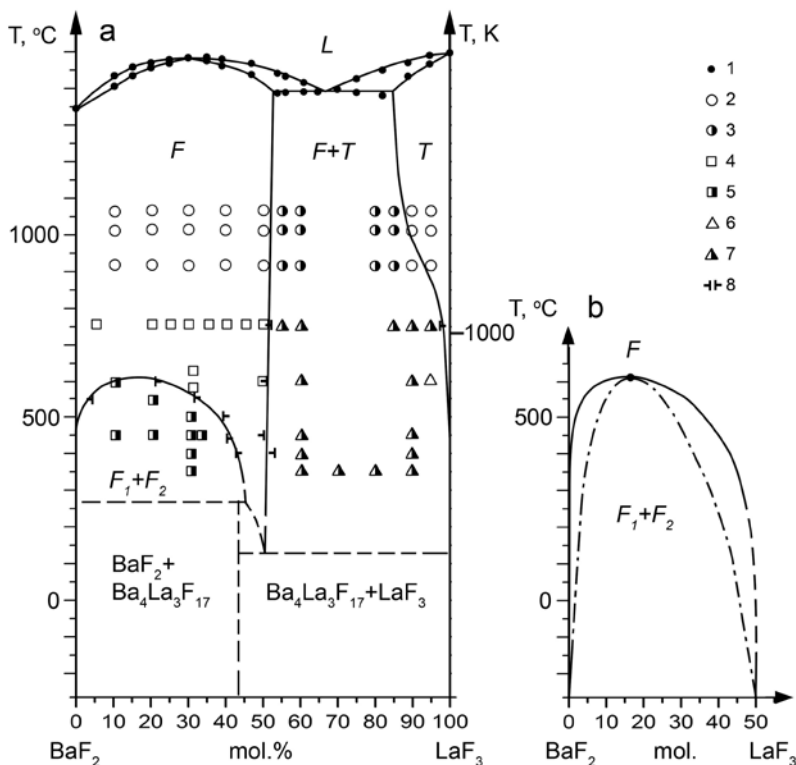 T, °C
a
T, K
L
F
F+T
T
1000
500
0
F₁+F₂
BaF₂+
Ba₄La₃F₁₇
Ba₄La₃F₁₇+LaF₃
0 10 20 30 40 50 60 70 80 90 100
BaF₂ mol.% LaF₃
1000
1
2
3
4
5
6
7
8
T, °C
b
F
500
F₁+F₂
0
0 10 20 30 40 50
BaF₂ mol. LaF₃